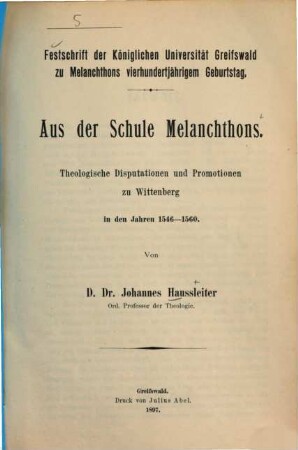 5
Festschrift der Königlichen Universität Greifswald
zu Melanchthons vierhundertjährigem Geburtstag.
Aus der Schule Melanchthons.
Theologische Disputationen und Promotionen
zu Wittenberg
in den Jahren 1546—1560.
Von
D. Dr. Johannes Haussleiter
Ord. Professor der Theologie.
Greifswald.
Druck von Julius Abel.
1897.